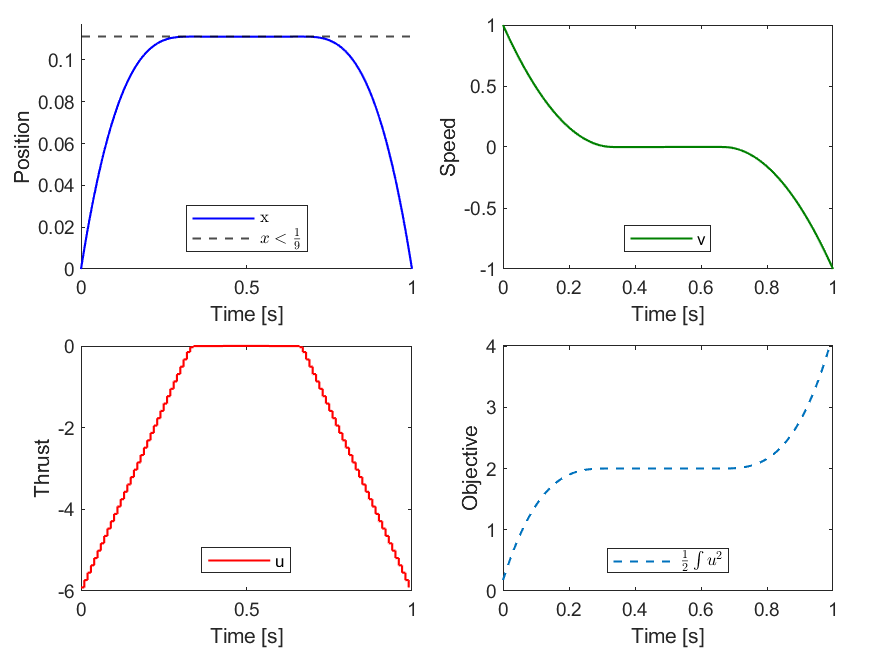 Position
0.1
0.08
0.06
0.04
0.02
0
0 0.5 1
Time [s]
x
x < 1/9
Speed
1
0.5
0
-0.5
-1
0 0.2 0.4 0.6 0.8 1
Time [s]
v
Thrust
0
-2
-4
-6
0 0.5 1
Time [s]
u
Objective
4
3
2
1
0
0 0.2 0.4 0.6 0.8 1
Time [s]
1/2 ∫ u²